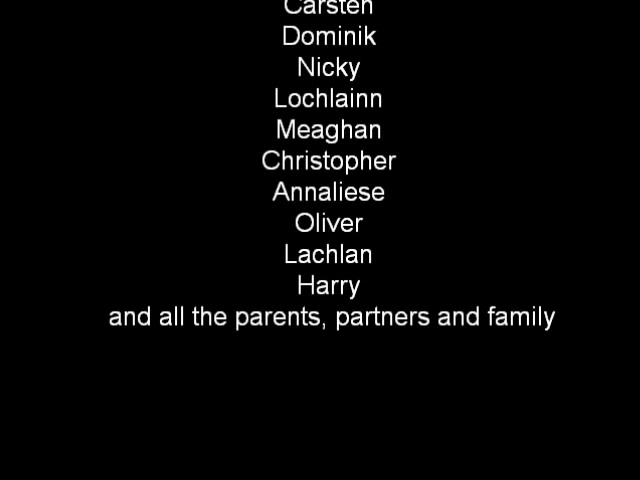 Carsten
Dominik
Nicky
Lochlainn
Meaghan
Christopher
Annaliese
Oliver
Lachlan
Harry
and all the parents, partners and family